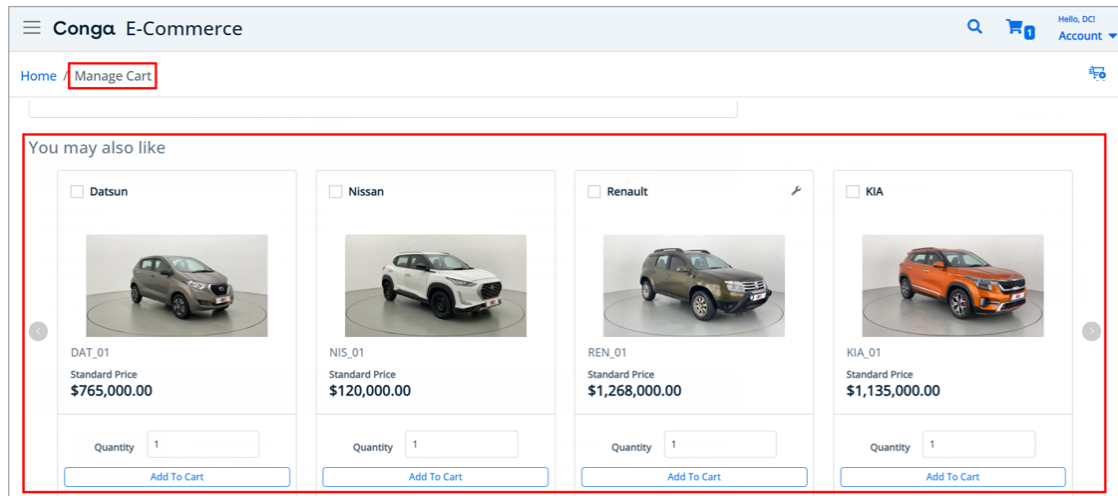 Conga E-Commerce
1
Hello, DC!
Account
Home / Manage Cart
You may also like
Datsun
Nissan
Renault
KIA
DAT_01
NIS_01
REN_01
KIA_01
Standard Price
Standard Price
Standard Price
Standard Price
$765,000.00
$120,000.00
$1,268,000.00
$1,135,000.00
Quantity 1
Quantity 1
Quantity 1
Quantity 1
Add To Cart
Add To Cart
Add To Cart
Add To Cart